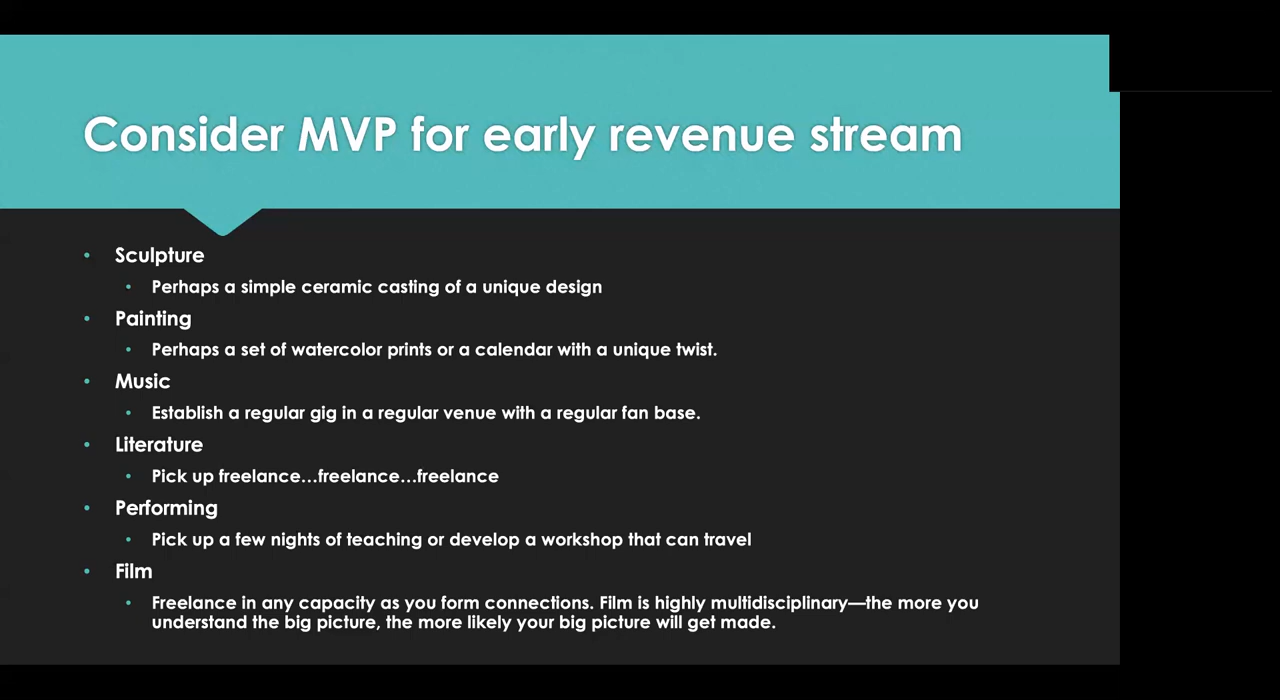 Consider MVP for early revenue stream
• Sculpture
• Perhaps a simple ceramic casting of a unique design
• Painting
• Perhaps a set of watercolor prints or a calendar with a unique twist.
• Music
• Establish a regular gig in a regular venue with a regular fan base.
• Literature
• Pick up freelance…freelance…freelance
• Performing
• Pick up a few nights of teaching or develop a workshop that can travel
• Film
• Freelance in any capacity as you form connections. Film is highly multidisciplinary—the more you
understand the big picture, the more likely your big picture will get made.